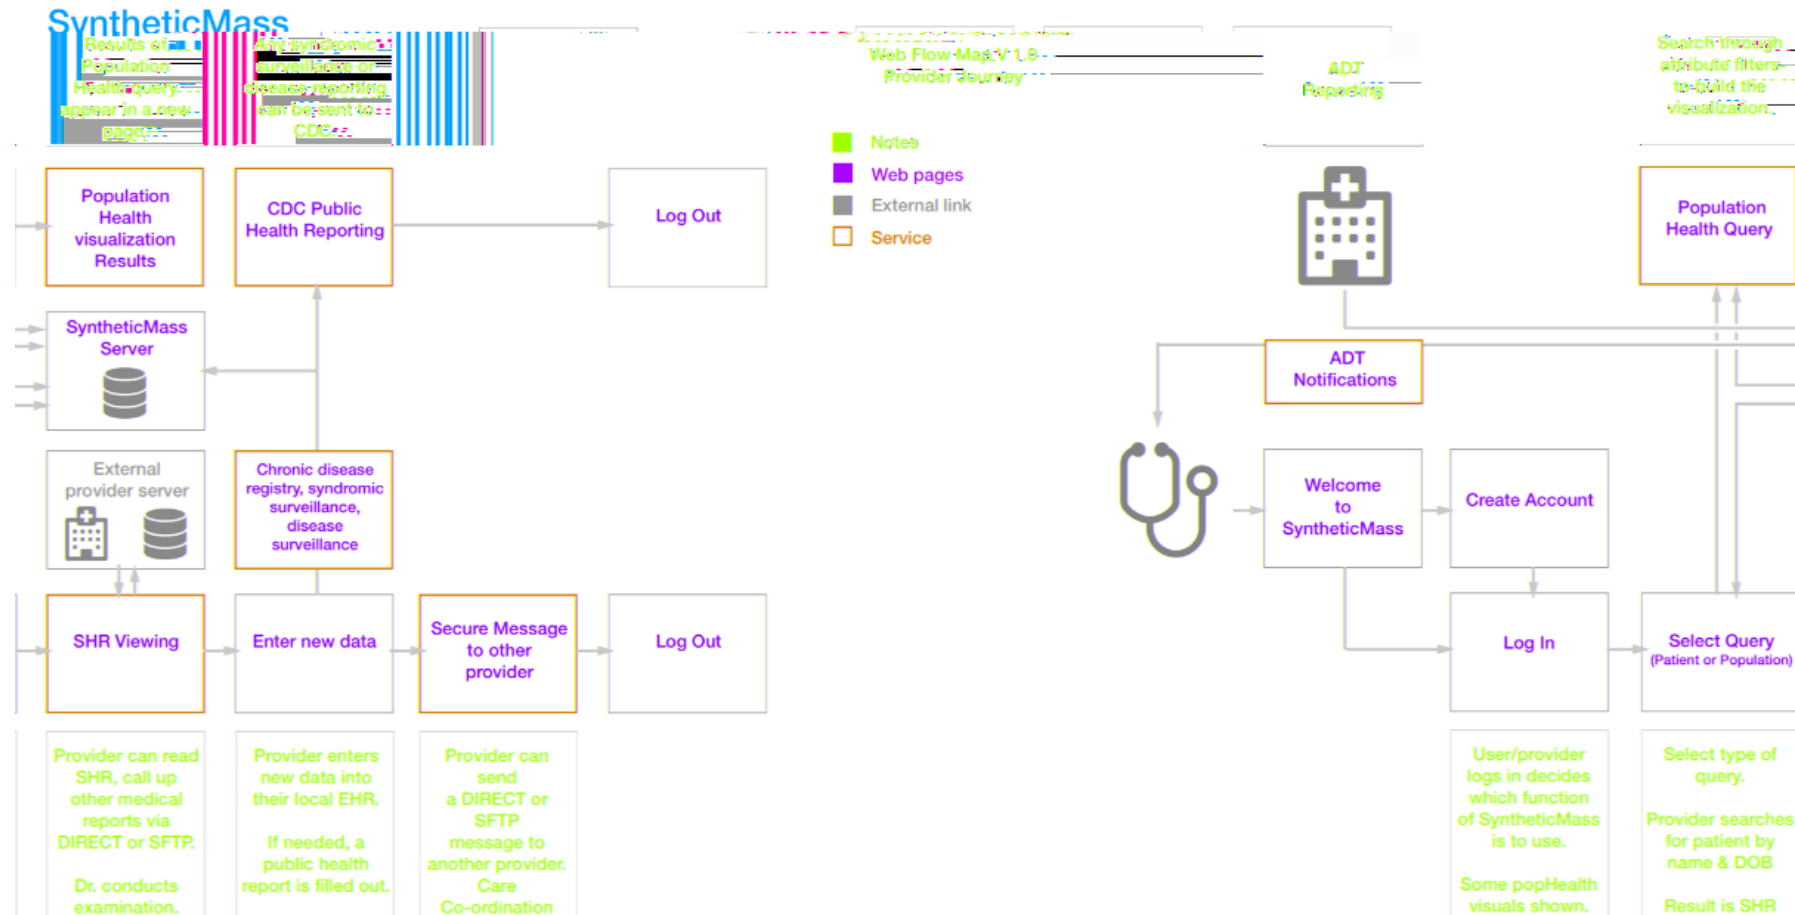 SyntheticMass
Results of
Population
Health query
appear in a new
page.
Any syndromic
surveillance or
disease reporting
can be sent to
CDC.
Web Flow Map V 1.0
Provider Journey
ADT
Reporting
Search through
attribute filters
to build the
visualization.
Notes
Web pages
External link
Service
Population
Health
visualization
Results
CDC Public
Health Reporting
Log Out
Population
Health Query
SyntheticMass
Server
ADT
Notifications
External
provider server
Chronic disease
registry, syndromic
surveillance,
disease
surveillance
Welcome
to
SyntheticMass
Create Account
SHR Viewing
Enter new data
Secure Message
to other
provider
Log Out
Log In
Select Query
(Patient or Population)
Provider can read
SHR, call up
other medical
reports via
DIRECT or SFTP.
Dr. conducts
examination.
Provider enters
new data into
their local EHR.
If needed, a
public health
report is filled out.
Provider can
send
a DIRECT or
SFTP
message to
another provider.
Care
Co-ordination
User/provider
logs in decides
which function
of SyntheticMass
is to use.
Some popHealth
visuals shown.
Select type of
query.
Provider searches
for patient by
name & DOB
Result is SHR